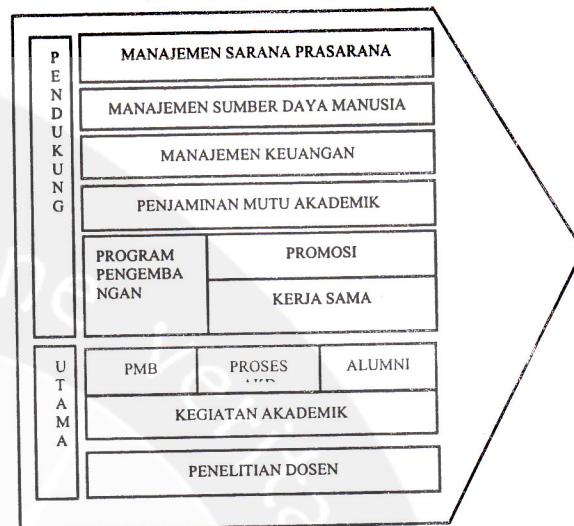 PENDUKUNG
MANAJEMEN SARANA PRASARANA
MANAJEMEN SUMBER DAYA MANUSIA
MANAJEMEN KEUANGAN
PENJAMINAN MUTU AKADEMIK
PROGRAM
PENGEMBA
NGAN
PROMOSI
KERJA SAMA
UTAMA
PMB
PROSES
ALUMNI
KEGIATAN AKADEMIK
PENELITIAN DOSEN